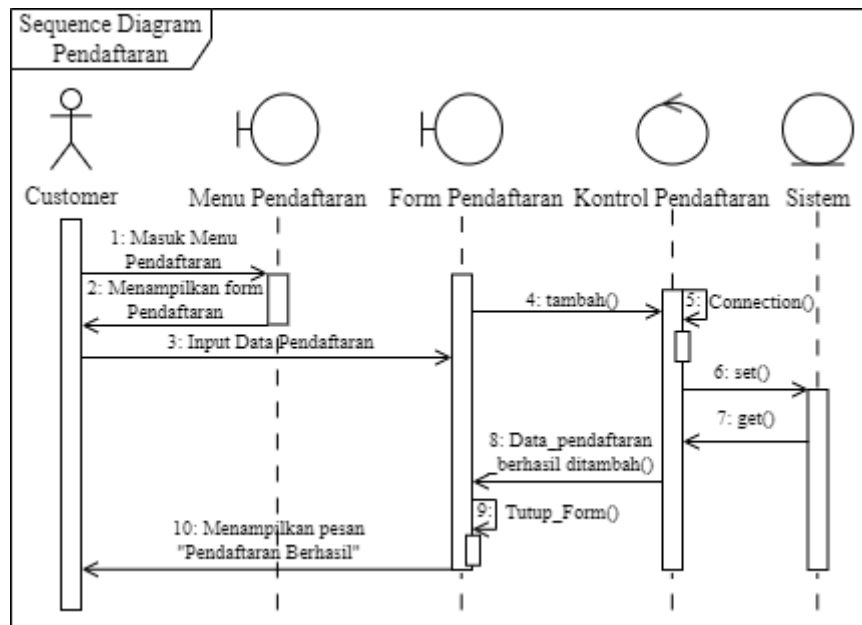 Sequence Diagram
Pendaftaran
Customer
Menu Pendaftaran
Form Pendaftaran
Kontrol Pendaftaran
Sistem
1: Masuk Menu
Pendaftaran
2: Menampilkan form
Pendaftaran
3: Input Data Pendaftaran
4: tambah()
5: Connection()
6: set()
7: get()
8: Data_pendaftaran
berhasil ditambah()
9: Tutup_Form()
10: Menampilkan pesan
"Pendaftaran Berhasil"